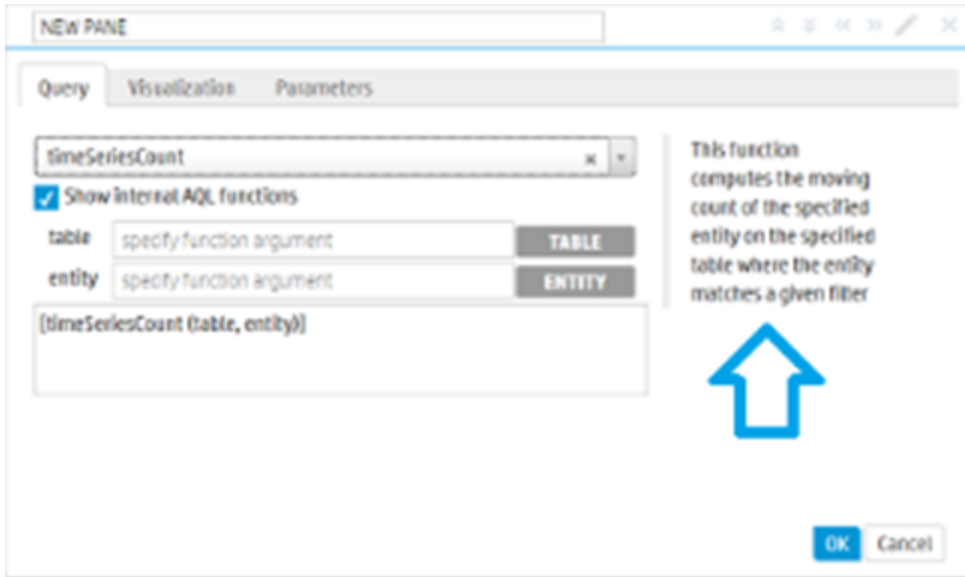 NEW PANE
Query Visualization Parameters
timeSeriesCount
Show internal AQL functions
table specify function argument TABLE
entity specify function argument ENTITY
[timeSeriesCount (table, entity)]
This function
computes the moving
count of the specified
entity on the specified
table where the entity
matches a given filter
OK Cancel